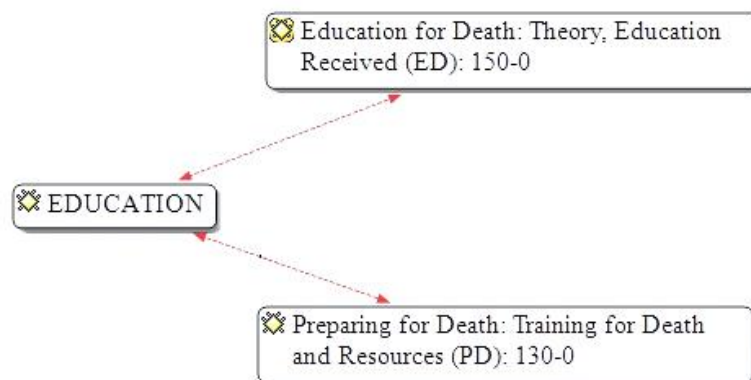 Education for Death: Theory, Education
Received (ED): 150-0
EDUCATION
Preparing for Death: Training for Death
and Resources (PD): 130-0